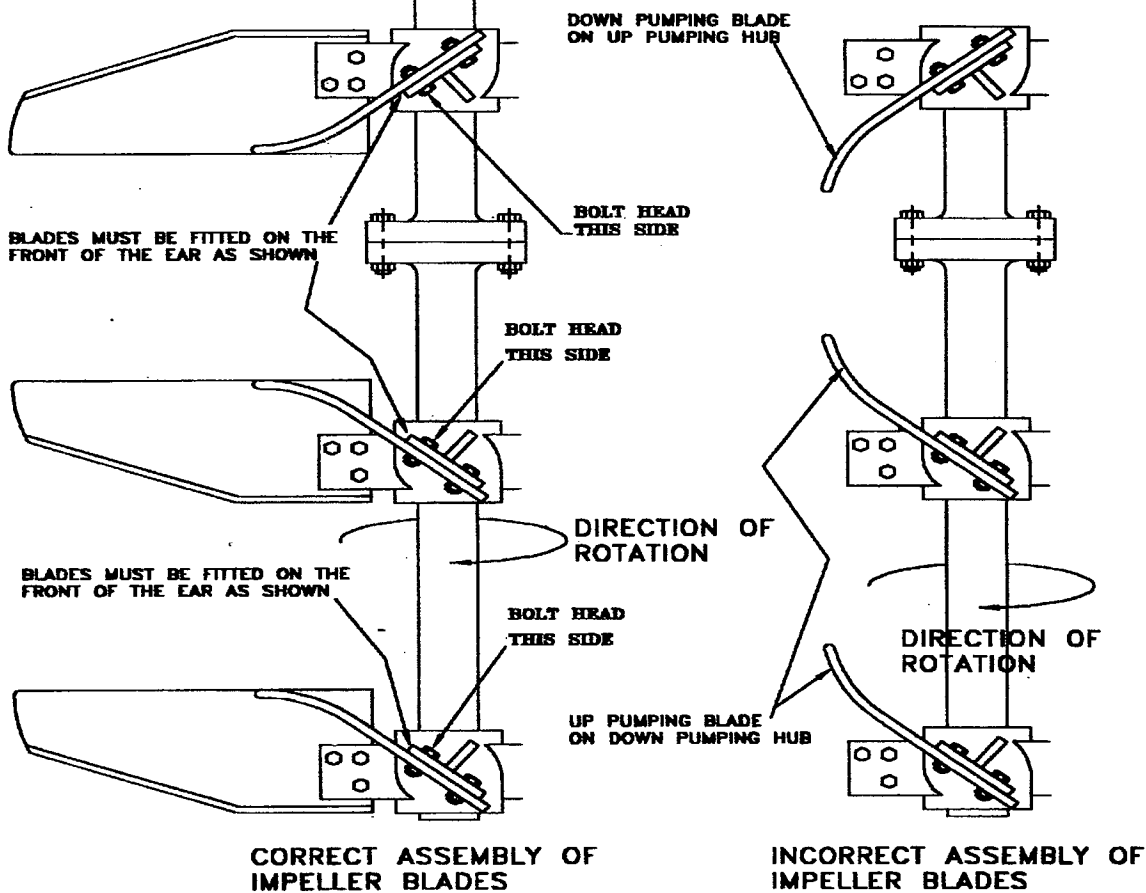 DOWN PUMPING BLADE
ON UP PUMPING HUB
BOLT HEAD
THIS SIDE
BLADES MUST BE FITTED ON THE
FRONT OF THE EAR AS SHOWN
BOLT HEAD
THIS SIDE
DIRECTION OF
ROTATION
BLADES MUST BE FITTED ON THE
FRONT OF THE EAR AS SHOWN
BOLT HEAD
THIS SIDE
DIRECTION OF
ROTATION
UP PUMPING BLADE
ON DOWN PUMPING HUB
CORRECT ASSEMBLY OF
IMPELLER BLADES
INCORRECT ASSEMBLY OF
IMPELLER BLADES